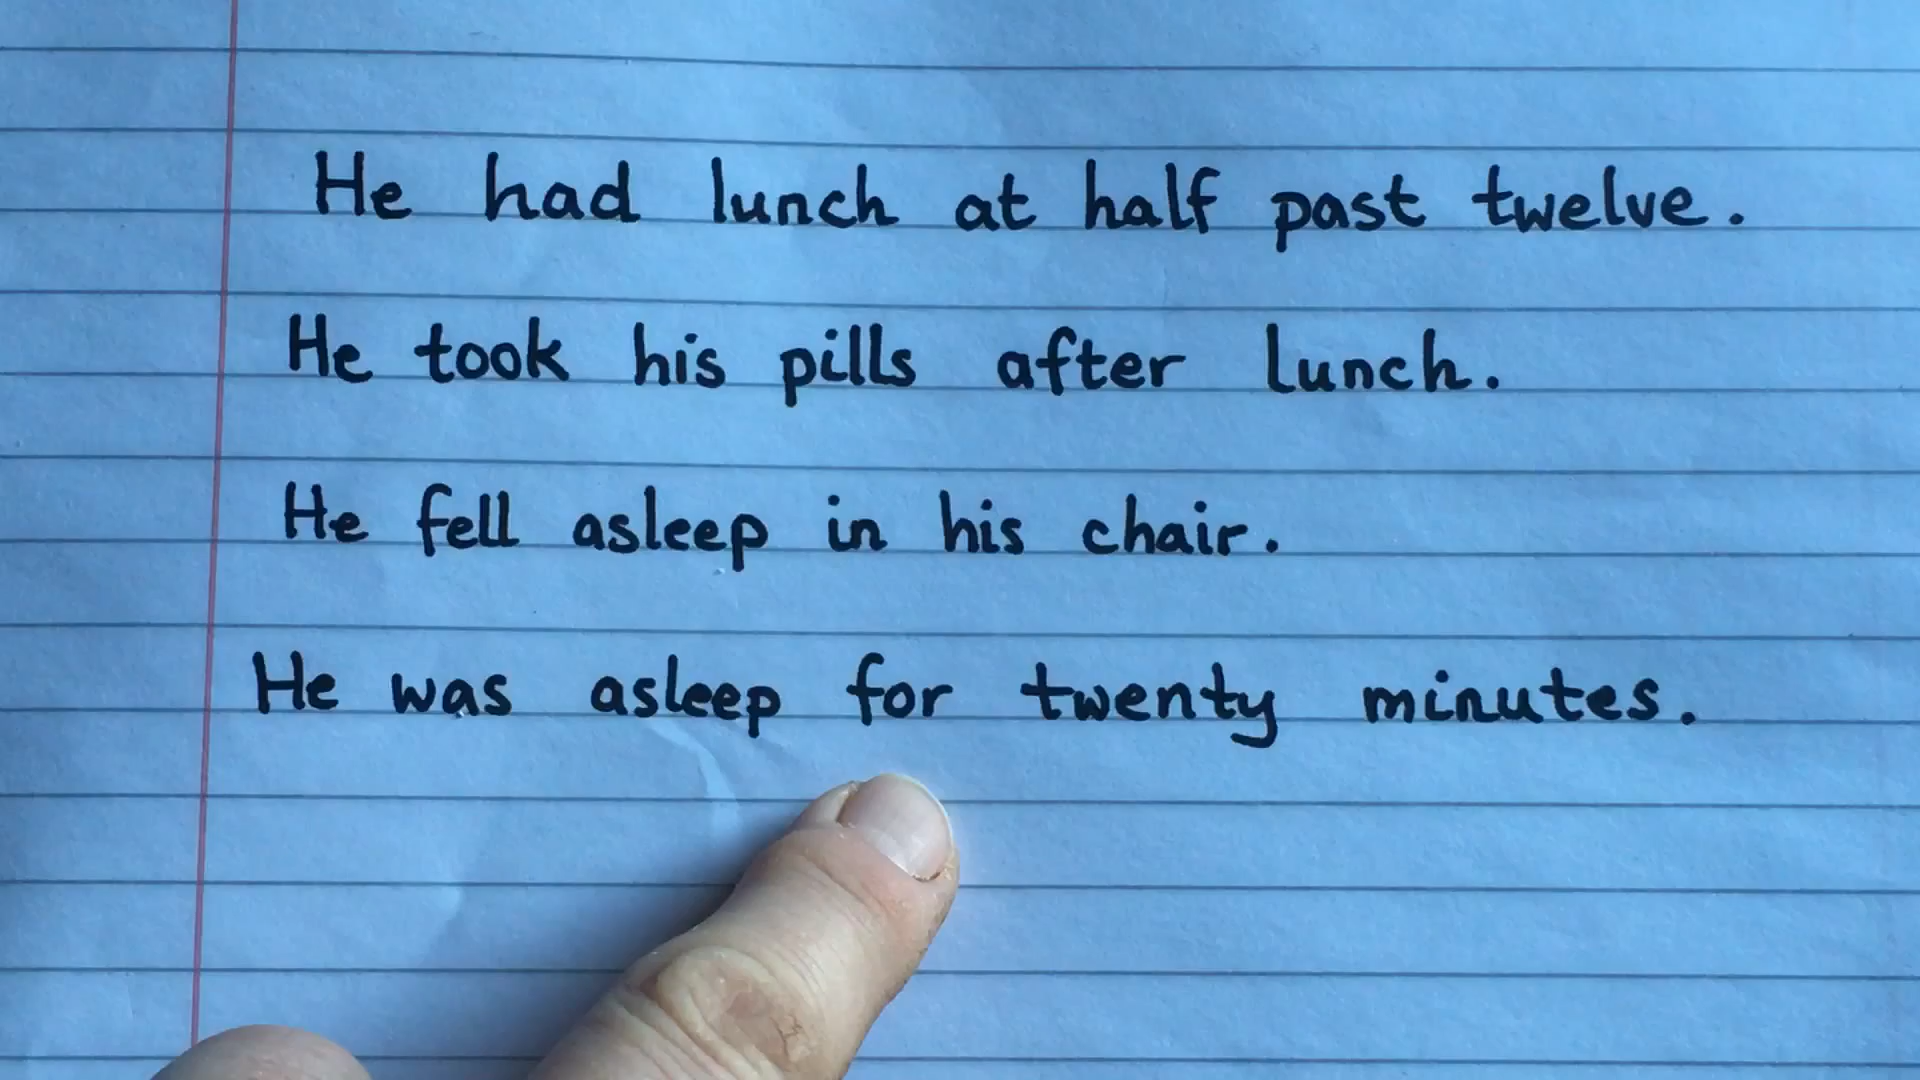 He had lunch at half past twelve.
He took his pills after lunch.
He fell asleep in his chair.
He was asleep for twenty minutes.